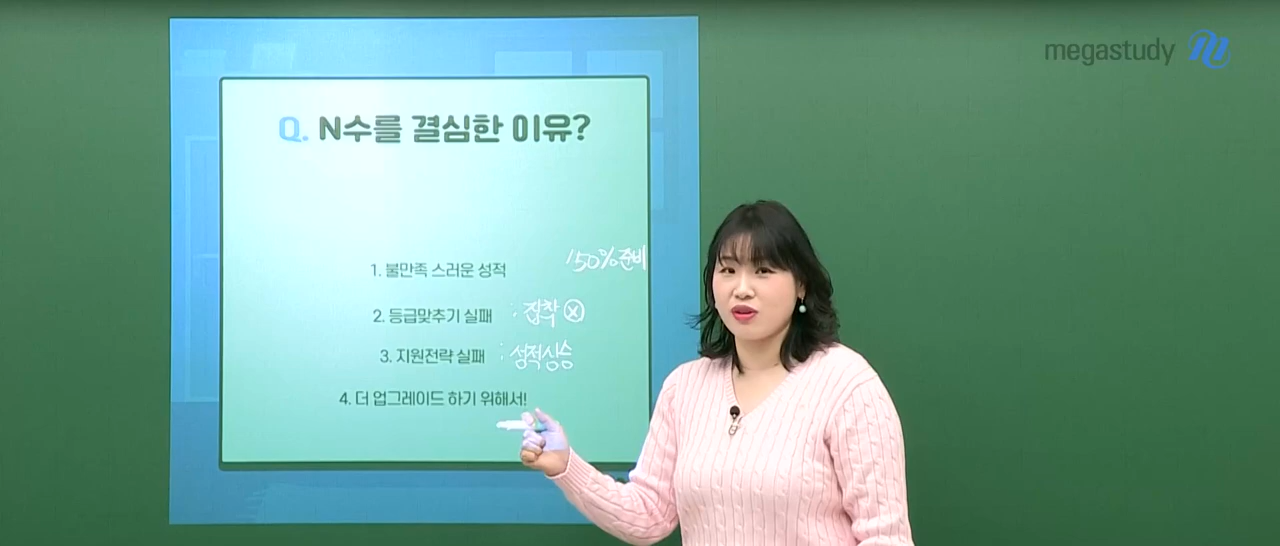 megastudy
Q. N수를 결심한 이유?
1. 불만족 스러운 성적 150% 준비
2. 등급맞추기 실패 : 집착 ⓧ
3. 지원전략 실패 : 성적상승
4. 더 업그레이드 하기 위해서!